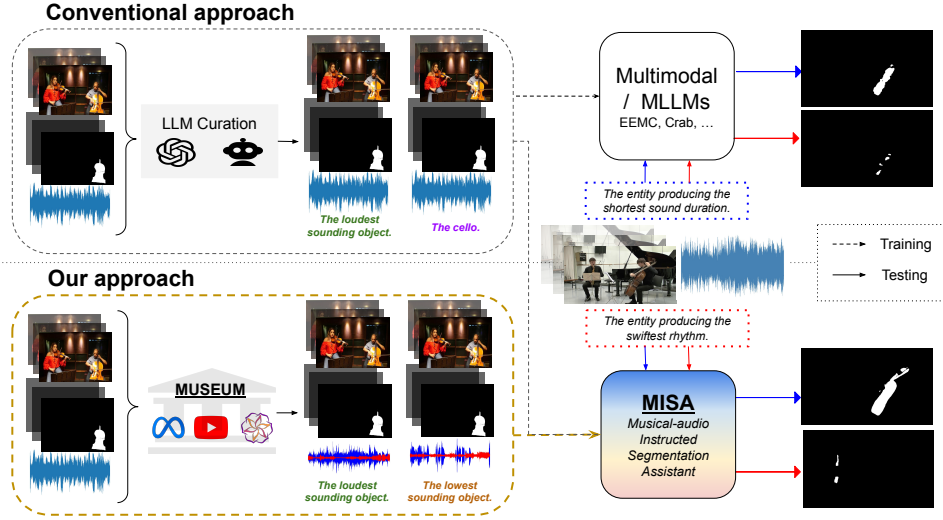 Conventional approach
LLM Curation
The loudest
sounding object.
The cello.
Multimodal
/ MLLMs
EEMC, Crab, ...
The entity producing the
shortest sound duration.
Training
Testing
Our approach
MUSEUM
The loudest
sounding object.
The lowest
sounding object.
The entity producing the
swiftest rhythm.
MISA
Musical-audio
Instructed
Segmentation
Assistant